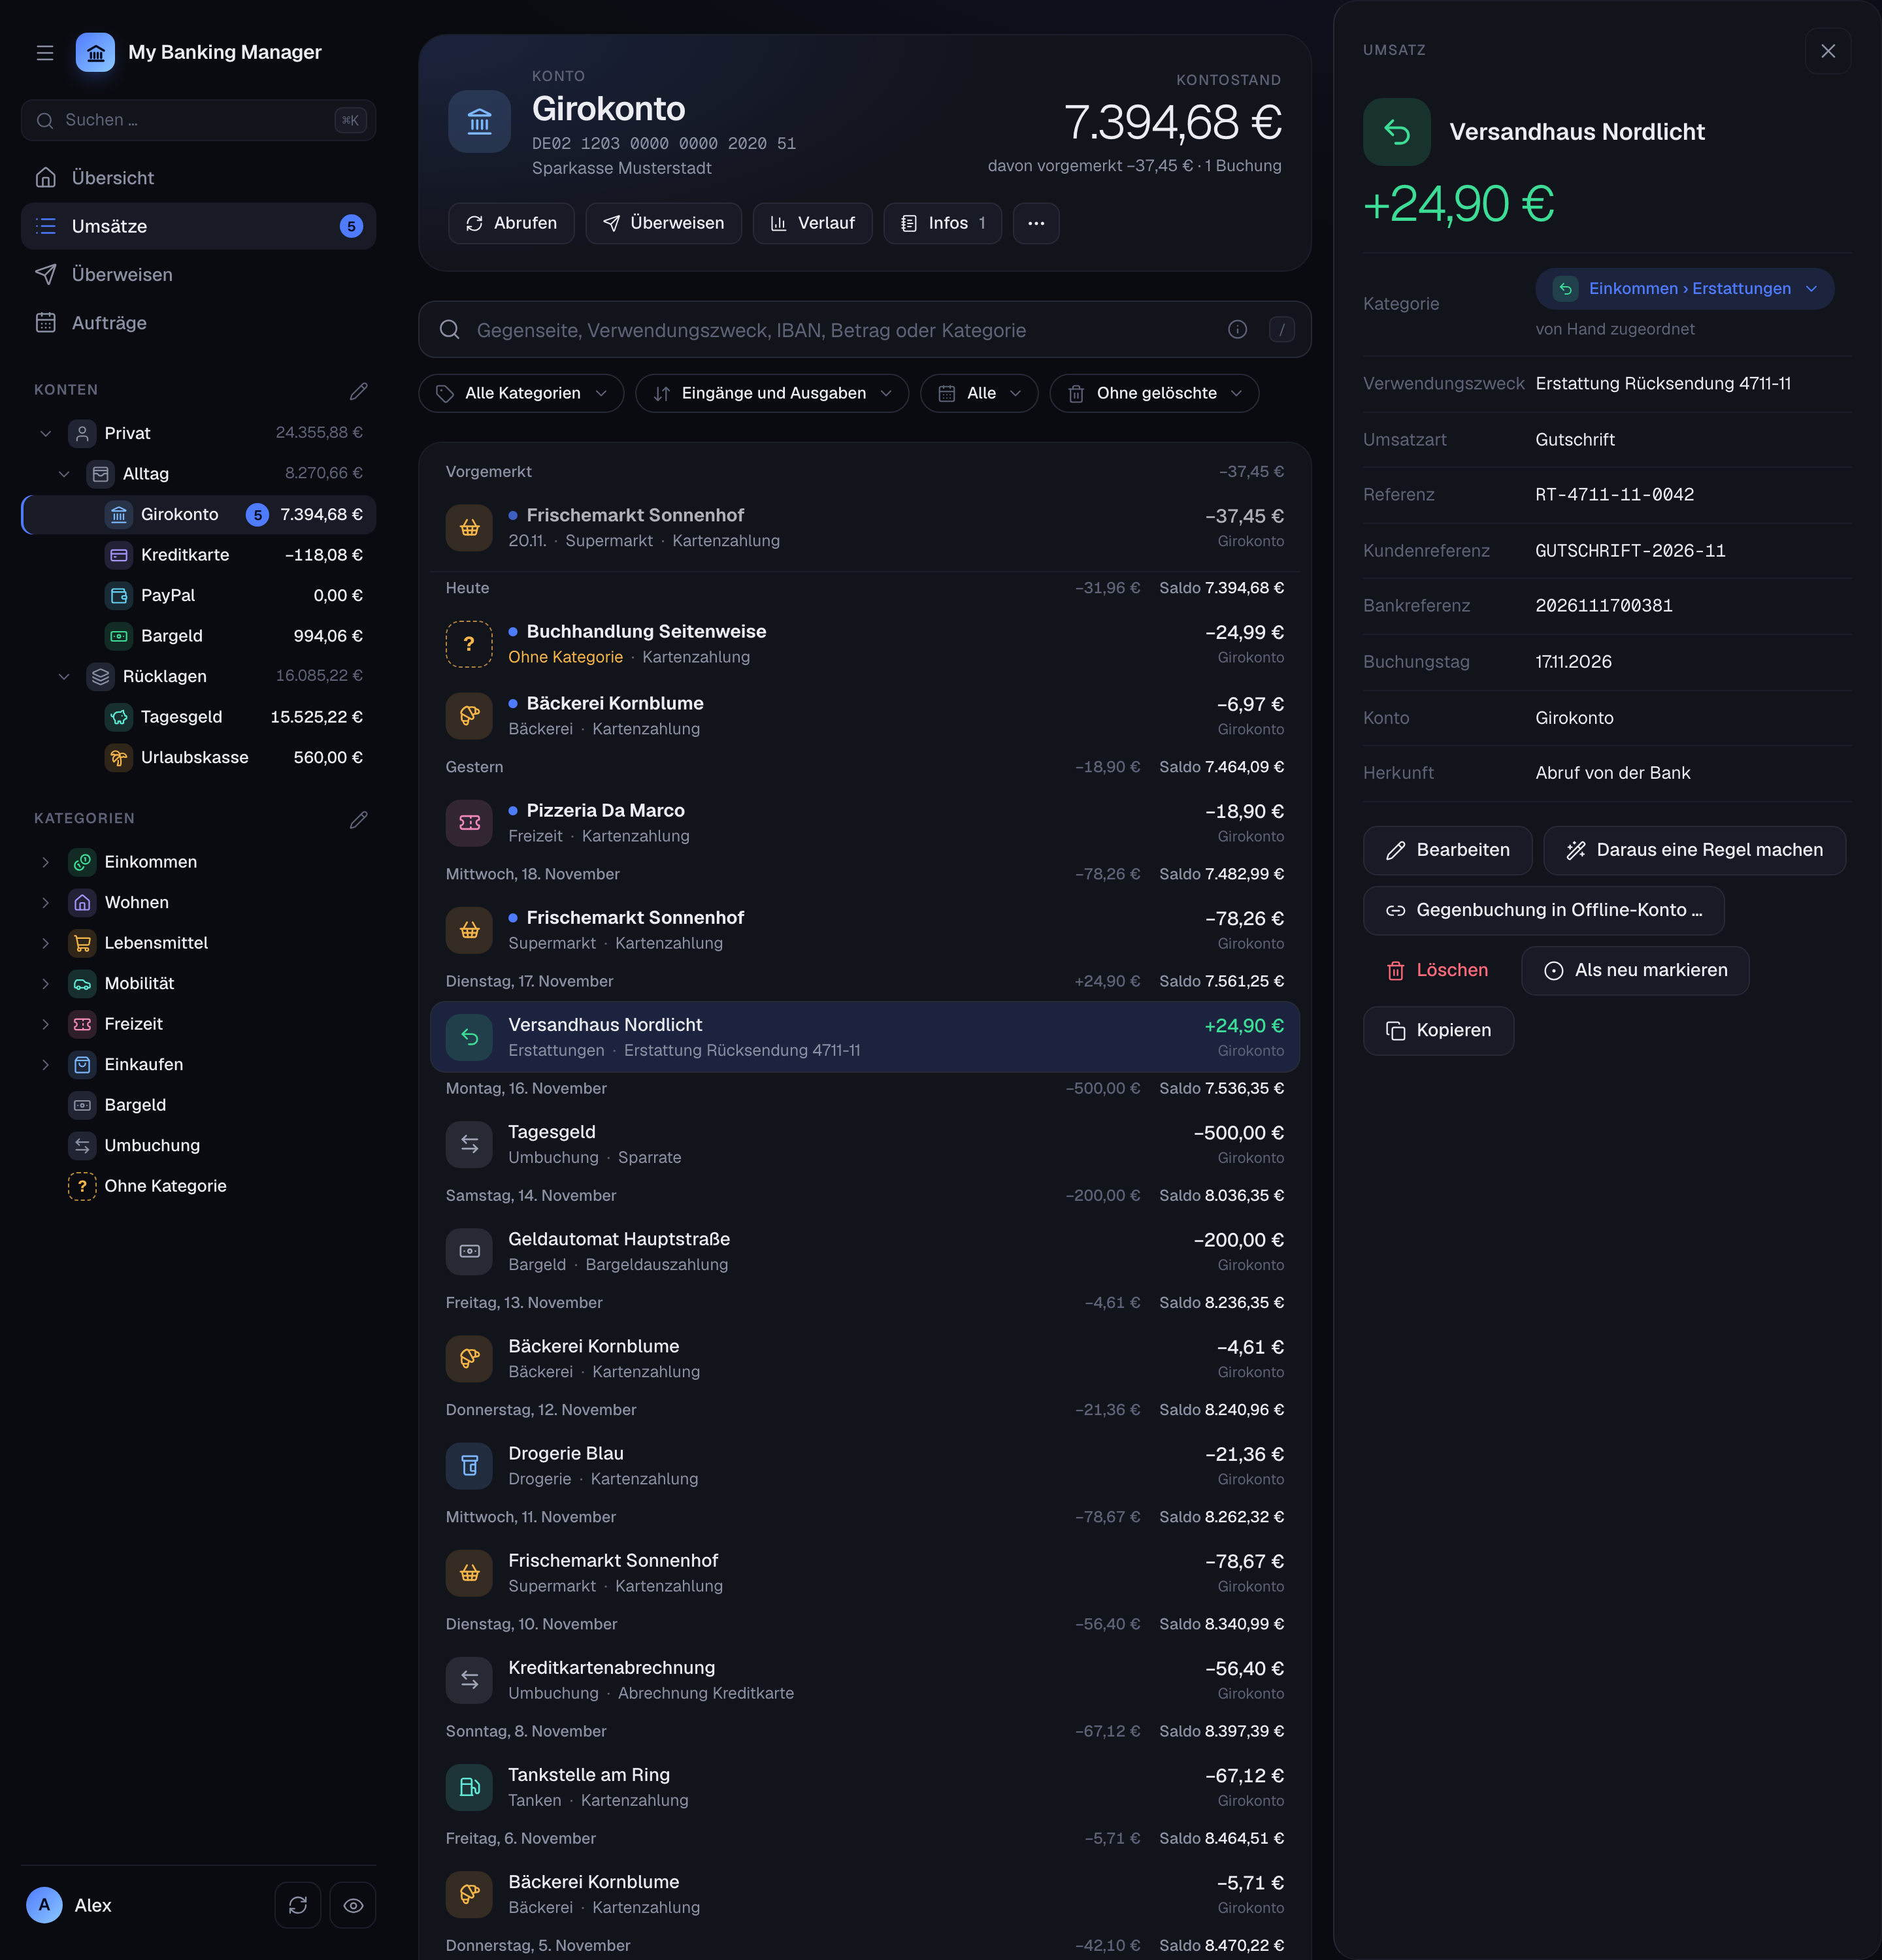 My Banking Manager
Suchen ...
⌘K
Übersicht
Umsätze 5
Überweisen
Aufträge
KONTEN
Privat 24.355,88 €
Alltag 8.270,66 €
Girokonto 5 7.394,68 €
Kreditkarte −118,08 €
PayPal 0,00 €
Bargeld 994,06 €
Rücklagen 16.085,22 €
Tagesgeld 15.525,22 €
Urlaubskasse 560,00 €
KATEGORIEN
Einkommen
Wohnen
Lebensmittel
Mobilität
Freizeit
Einkaufen
Bargeld
Umbuchung
? Ohne Kategorie
A Alex
KONTO
Girokonto
DE02 1203 0000 0000 2020 51
Sparkasse Musterstadt
KONTOSTAND
7.394,68 €
davon vorgemerkt −37,45 € · 1 Buchung
Abrufen Überweisen Verlauf Infos 1 ···
Gegenseite, Verwendungszweck, IBAN, Betrag oder Kategorie /
Alle Kategorien Eingänge und Ausgaben Alle Ohne gelöschte
Vorgemerkt −37,45 €
Frischemarkt Sonnenhof −37,45 €
20.11. · Supermarkt · Kartenzahlung Girokonto
Heute −31,96 € Saldo 7.394,68 €
? Buchhandlung Seitenweise −24,99 €
Ohne Kategorie · Kartenzahlung Girokonto
Bäckerei Kornblume −6,97 €
Bäckerei · Kartenzahlung Girokonto
Gestern −18,90 € Saldo 7.464,09 €
Pizzeria Da Marco −18,90 €
Freizeit · Kartenzahlung Girokonto
Mittwoch, 18. November −78,26 € Saldo 7.482,99 €
Frischemarkt Sonnenhof −78,26 €
Supermarkt · Kartenzahlung Girokonto
Dienstag, 17. November +24,90 € Saldo 7.561,25 €
Versandhaus Nordlicht +24,90 €
Erstattungen · Erstattung Rücksendung 4711-11 Girokonto
Montag, 16. November −500,00 € Saldo 7.536,35 €
Tagesgeld −500,00 €
Umbuchung · Sparrate Girokonto
Samstag, 14. November −200,00 € Saldo 8.036,35 €
Geldautomat Hauptstraße −200,00 €
Bargeld · Bargeldauszahlung Girokonto
Freitag, 13. November −4,61 € Saldo 8.236,35 €
Bäckerei Kornblume −4,61 €
Bäckerei · Kartenzahlung Girokonto
Donnerstag, 12. November −21,36 € Saldo 8.240,96 €
Drogerie Blau −21,36 €
Drogerie · Kartenzahlung Girokonto
Mittwoch, 11. November −78,67 € Saldo 8.262,32 €
Frischemarkt Sonnenhof −78,67 €
Supermarkt · Kartenzahlung Girokonto
Dienstag, 10. November −56,40 € Saldo 8.340,99 €
Kreditkartenabrechnung −56,40 €
Umbuchung · Abrechnung Kreditkarte Girokonto
Sonntag, 8. November −67,12 € Saldo 8.397,39 €
Tankstelle am Ring −67,12 €
Tanken · Kartenzahlung Girokonto
Freitag, 6. November −5,71 € Saldo 8.464,51 €
Bäckerei Kornblume −5,71 €
Bäckerei · Kartenzahlung Girokonto
Donnerstag, 5. November −42,10 € Saldo 8.470,22 €
UMSATZ
Versandhaus Nordlicht
+24,90 €
Kategorie Einkommen › Erstattungen
von Hand zugeordnet
Verwendungszweck Erstattung Rücksendung 4711-11
Umsatzart Gutschrift
Referenz RT-4711-11-0042
Kundenreferenz GUTSCHRIFT-2026-11
Bankreferenz 2026111700381
Buchungstag 17.11.2026
Konto Girokonto
Herkunft Abruf von der Bank
Bearbeiten Daraus eine Regel machen
Gegenbuchung in Offline-Konto ...
Löschen Als neu markieren
Kopieren